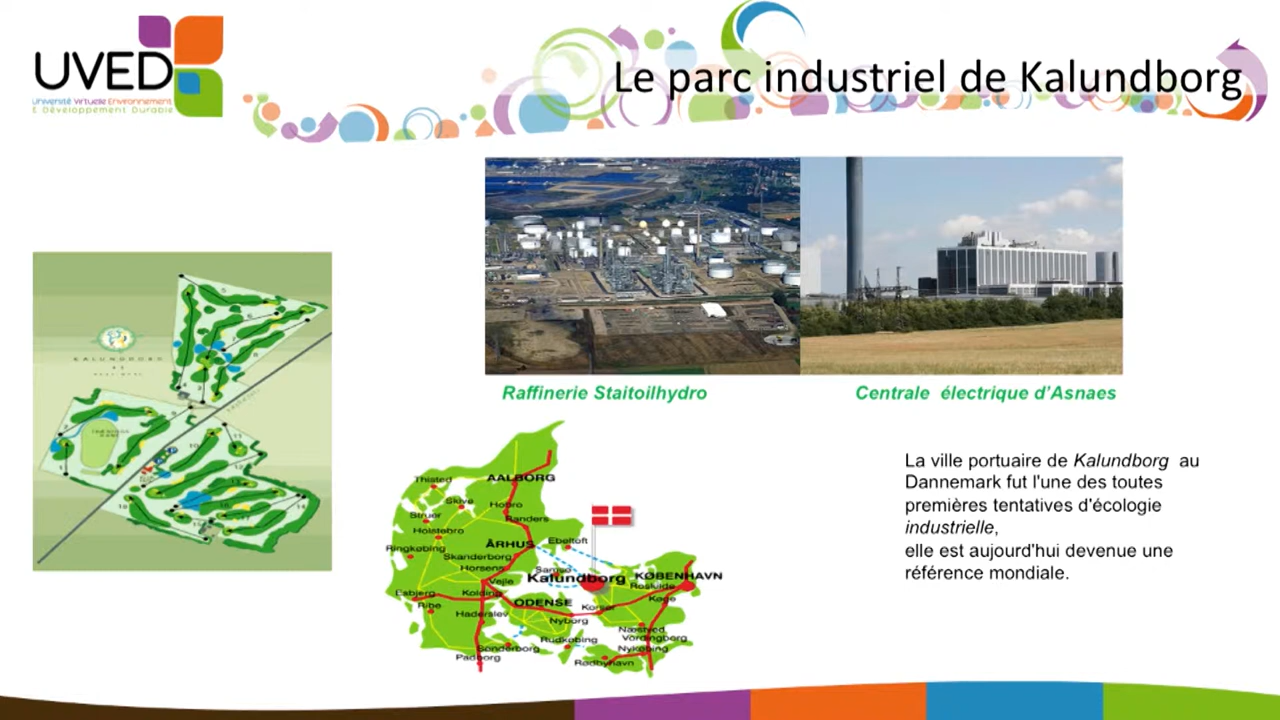 UVED
Université Virtuelle Environnement
& Développement Durable
Le parc industriel de Kalundborg
KALUNDBORG
Raffinerie Staitoilhydro
Centrale électrique d'Asnaes
La ville portuaire de Kalundborg au
Dannemark fut l'une des toutes
premières tentatives d'écologie
industrielle,
elle est aujourd'hui devenue une
référence mondiale.
Thisted
AALBORG
Skive
Hobro
Struer
Randers
Holstebro
ÅRHUS
Ebeltoft
Ringkøbing
Skanderborg
Horsens
Samsø
Vejle
Kalundborg
KØBENHAVN
Roskilde
Esbjerg
Kolding
Køge
Ribe
ODENSE
Korsør
Haderslev
Nyborg
Næstved
Vordingberg
Rudkøbing
Sønderborg
Nykøbing
Padborg
Rødbyhavn